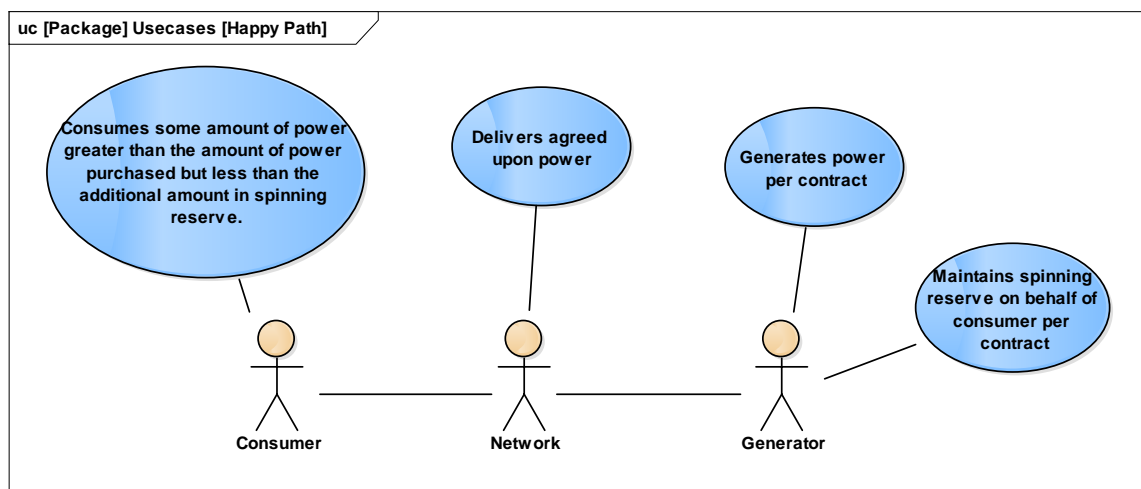 uc [Package] Usecases [Happy Path]
Consumes some amount of power
greater than the amount of power
purchased but less than the
additional amount in spinning
reserve.
Delivers agreed
upon power
Generates power
per contract
Maintains spinning
reserve on behalf of
consumer per
contract
Consumer
Network
Generator